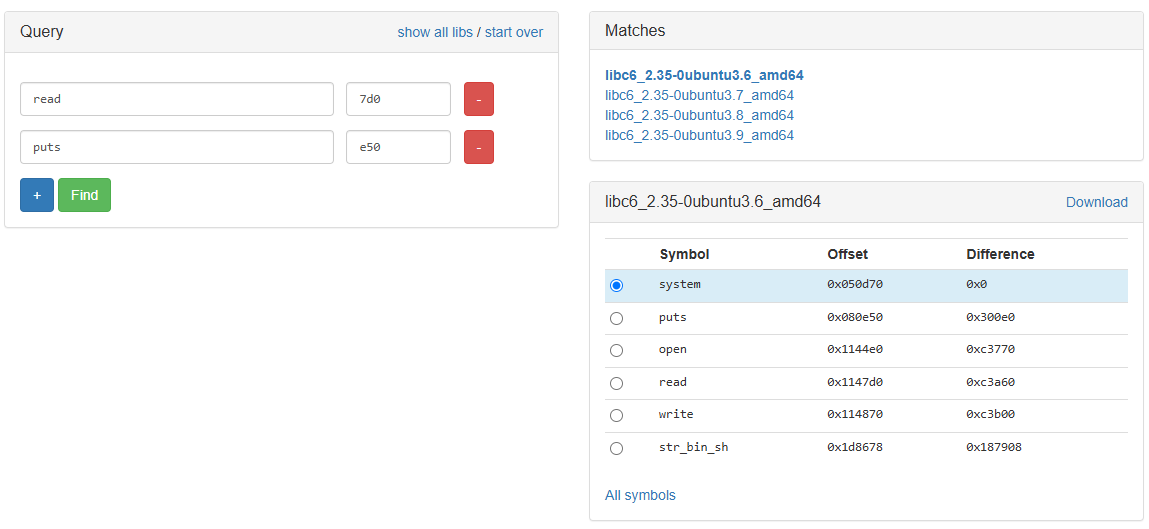 Query show all libs / start over
read 7d0 -
puts e50 -
+ Find
Matches
libc6_2.35-0ubuntu3.6_amd64
libc6_2.35-0ubuntu3.7_amd64
libc6_2.35-0ubuntu3.8_amd64
libc6_2.35-0ubuntu3.9_amd64
libc6_2.35-0ubuntu3.6_amd64 Download
Symbol Offset Difference
system 0x050d70 0x0
puts 0x080e50 0x300e0
open 0x1144e0 0xc3770
read 0x1147d0 0xc3a60
write 0x114870 0xc3b00
str_bin_sh 0x1d8678 0x187908
All symbols